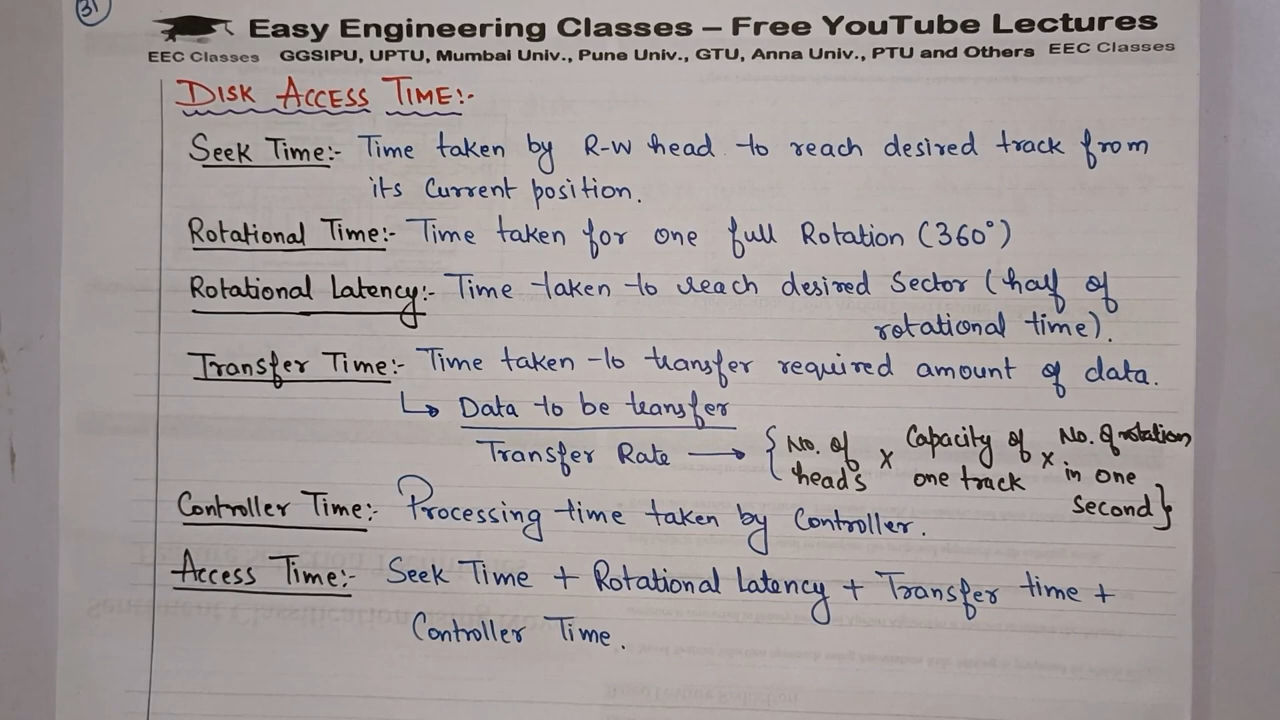 31
Easy Engineering Classes – Free YouTube Lectures
EEC Classes GGSIPU, UPTU, Mumbai Univ., Pune Univ., GTU, Anna Univ., PTU and Others EEC Classes
DISK ACCESS TIME:-
Seek Time:- Time taken by R-W head to reach desired track from
its Current position.
Rotational Time:- Time taken for one full Rotation (360°)
Rotational Latency:- Time taken to reach desired Sector (half of
rotational time).
Transfer Time:- Time taken to transfer required amount of data.
↳ Data to be transfer
Transfer Rate → { No. of heads × Capacity of one track × No. of rotation in one second }
Controller Time:- Processing time taken by Controller.
Access Time:- Seek Time + Rotational Latency + Transfer time +
Controller Time.